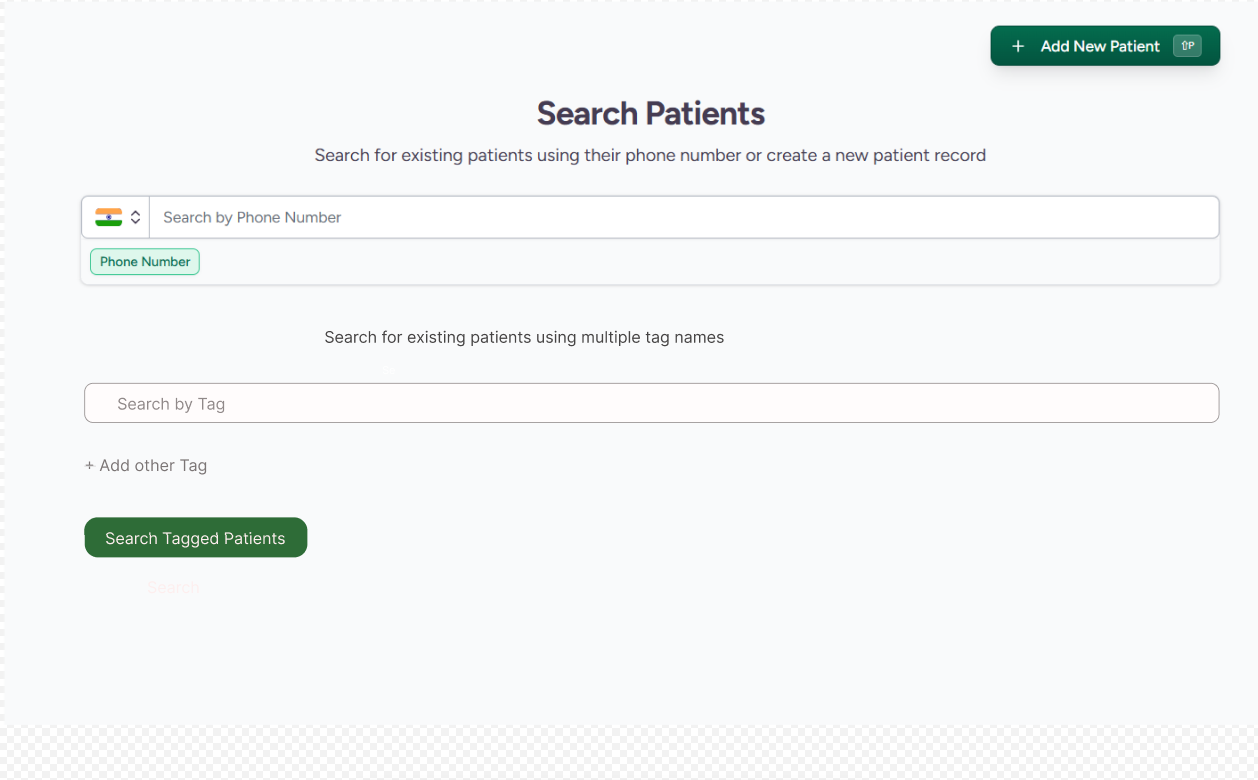 + Add New Patient ⇧P
Search Patients
Search for existing patients using their phone number or create a new patient record
Search by Phone Number
Phone Number
Search for existing patients using multiple tag names
Search by Tag
+ Add other Tag
Search Tagged Patients
Search